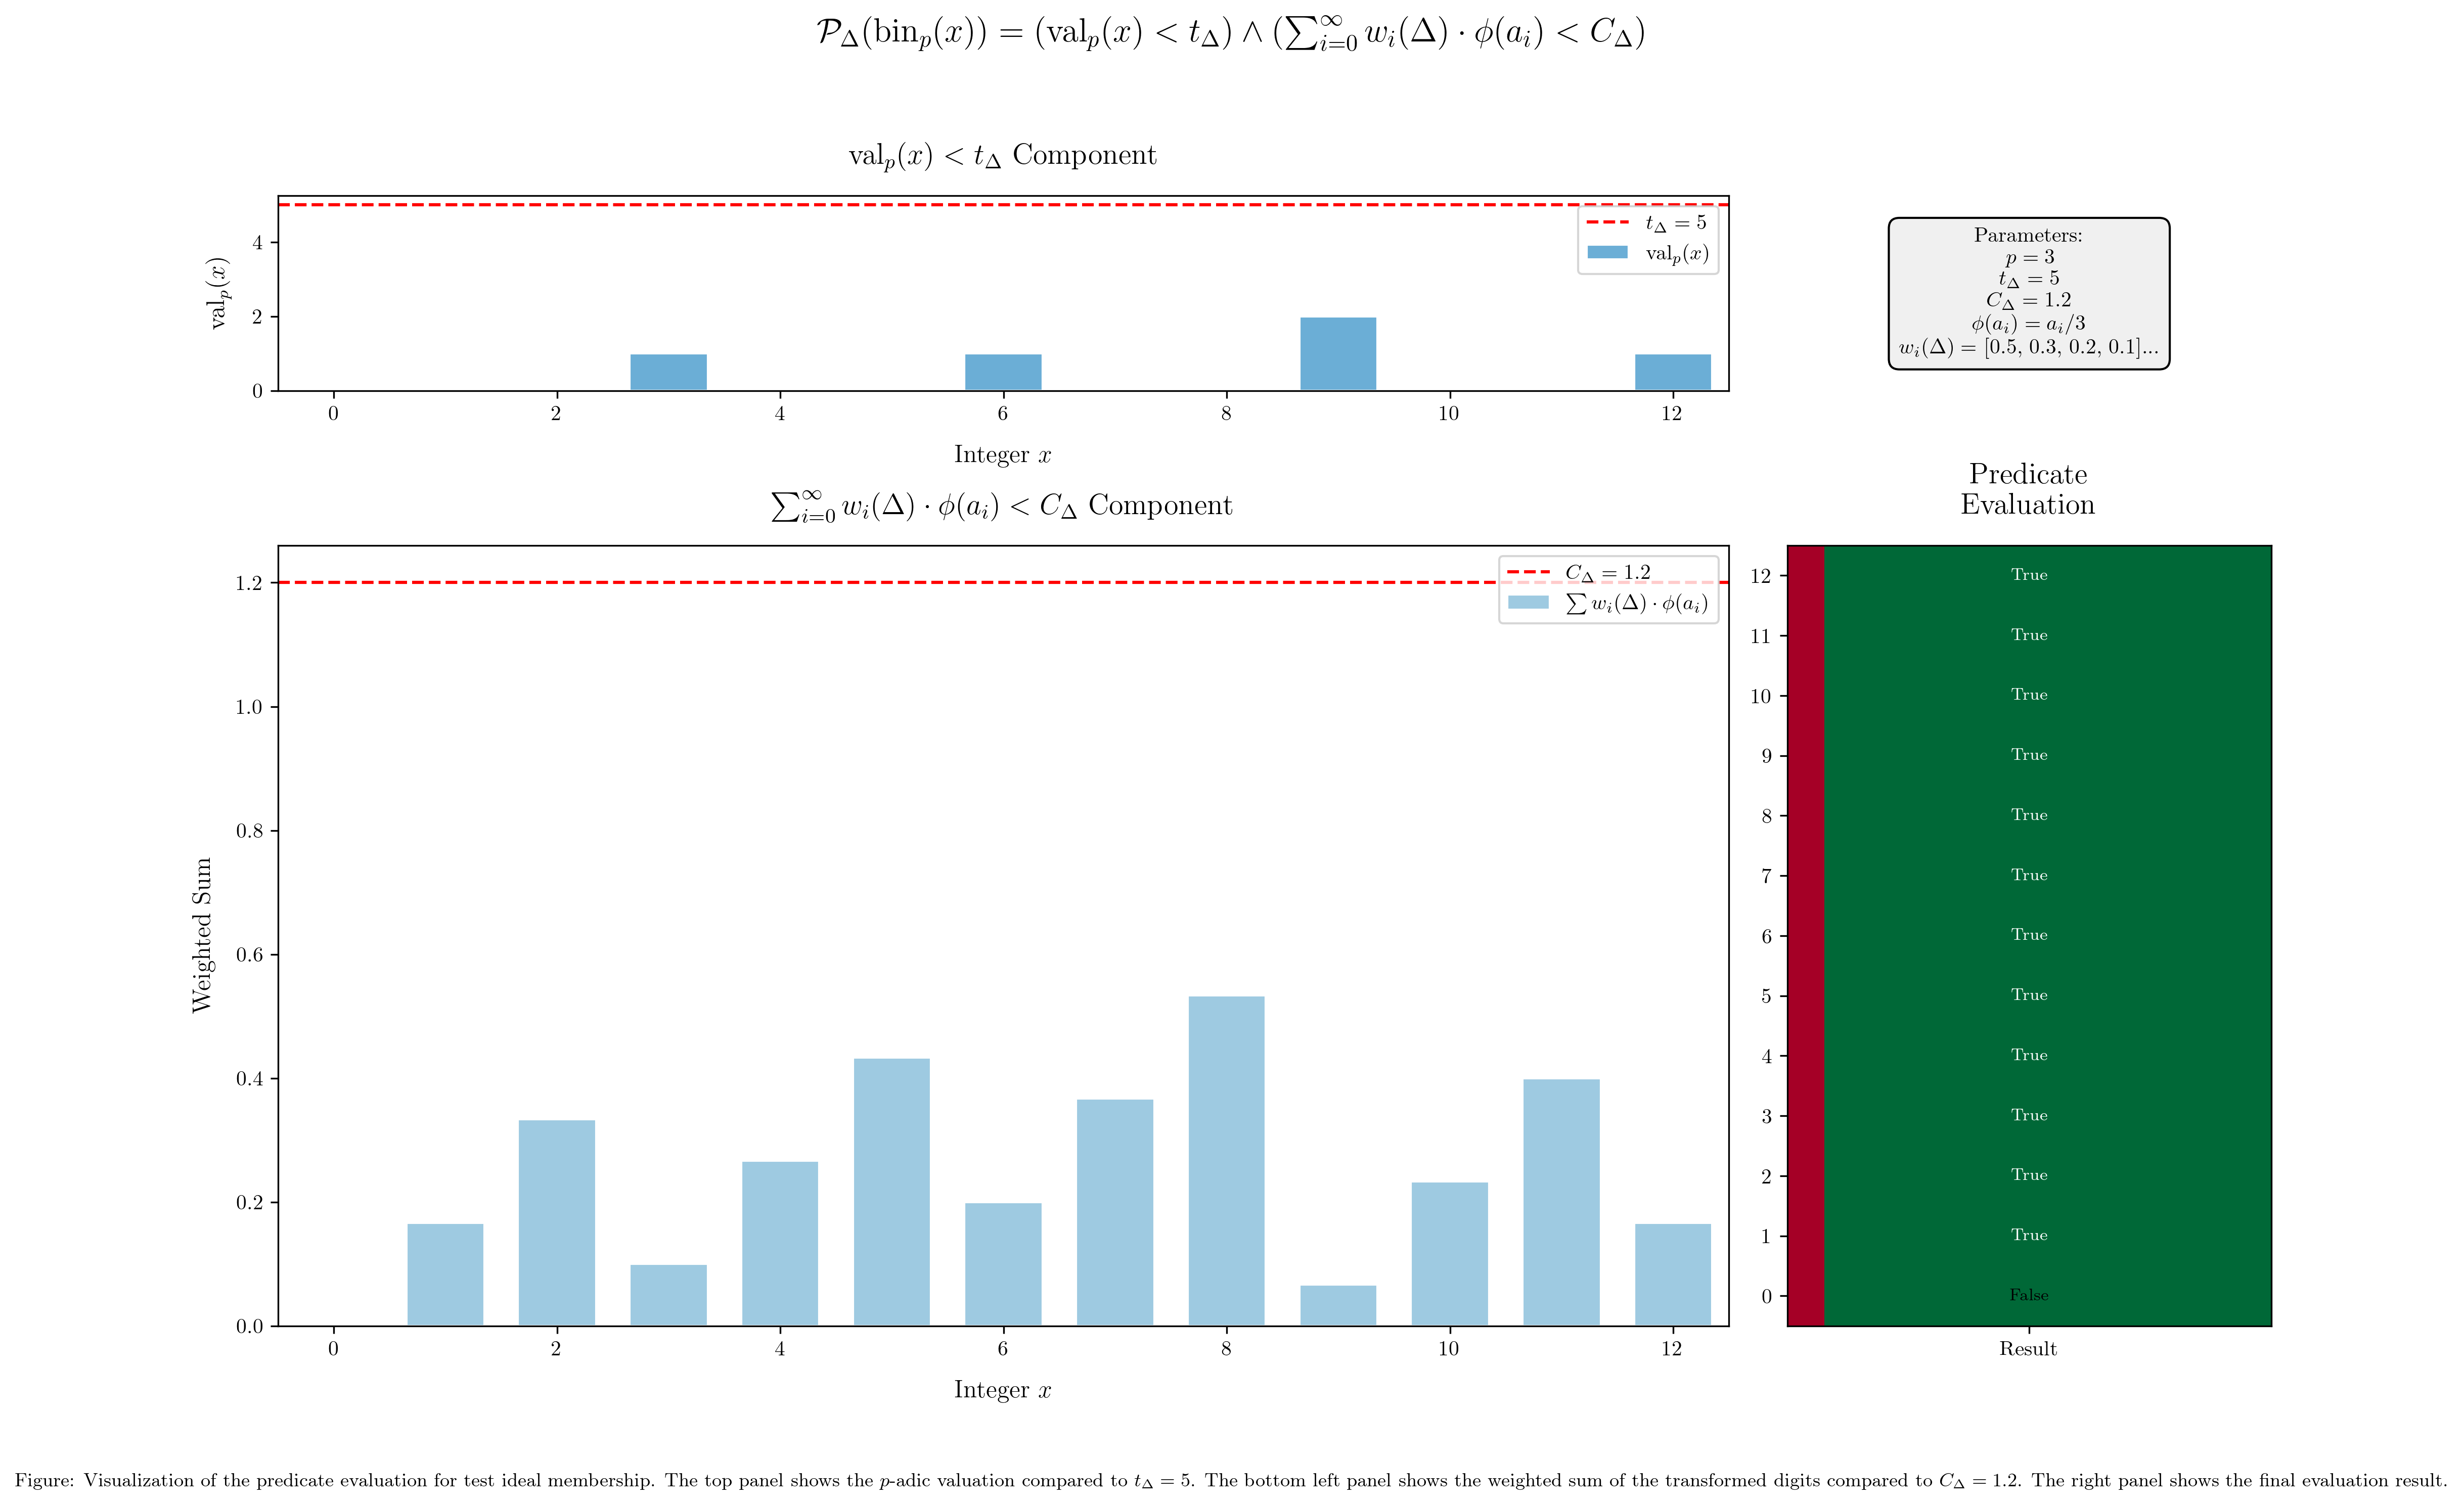 𝒫_Δ(bin_p(x)) = (val_p(x) < t_Δ) ∧ (∑_{i=0}^∞ w_i(Δ) · ϕ(a_i) < C_Δ)
val_p(x) < t_Δ Component
val_p(x)
4
2
0
t_Δ = 5
val_p(x)
0 2 4 6 8 10 12
Integer x
Parameters:
p = 3
t_Δ = 5
C_Δ = 1.2
ϕ(a_i) = a_i/3
w_i(Δ) = [0.5, 0.3, 0.2, 0.1]...
∑_{i=0}^∞ w_i(Δ) · ϕ(a_i) < C_Δ Component
Weighted Sum
1.2
1.0
0.8
0.6
0.4
0.2
0.0
C_Δ = 1.2
∑ w_i(Δ) · ϕ(a_i)
0 2 4 6 8 10 12
Integer x
Predicate
Evaluation
12 True
11 True
10 True
9 True
8 True
7 True
6 True
5 True
4 True
3 True
2 True
1 True
0 False
Result
Figure: Visualization of the predicate evaluation for test ideal membership. The top panel shows the p-adic valuation compared to t_Δ = 5. The bottom left panel shows the weighted sum of the transformed digits compared to C_Δ = 1.2. The right panel shows the final evaluation result.